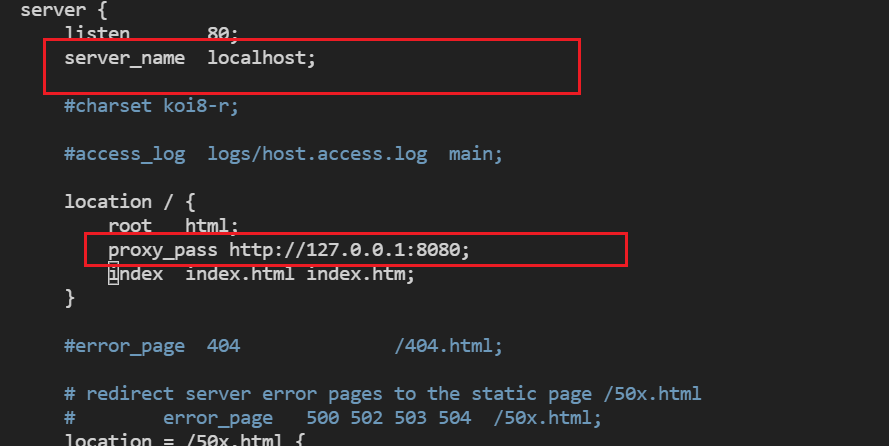 server {
listen 80;
server_name localhost;
#charset koi8-r;
#access_log logs/host.access.log main;
location / {
root html;
proxy_pass http://127.0.0.1:8080;
index index.html index.htm;
}
#error_page 404 /404.html;
# redirect server error pages to the static page /50x.html
# error_page 500 502 503 504 /50x.html;
location = /50x.html {